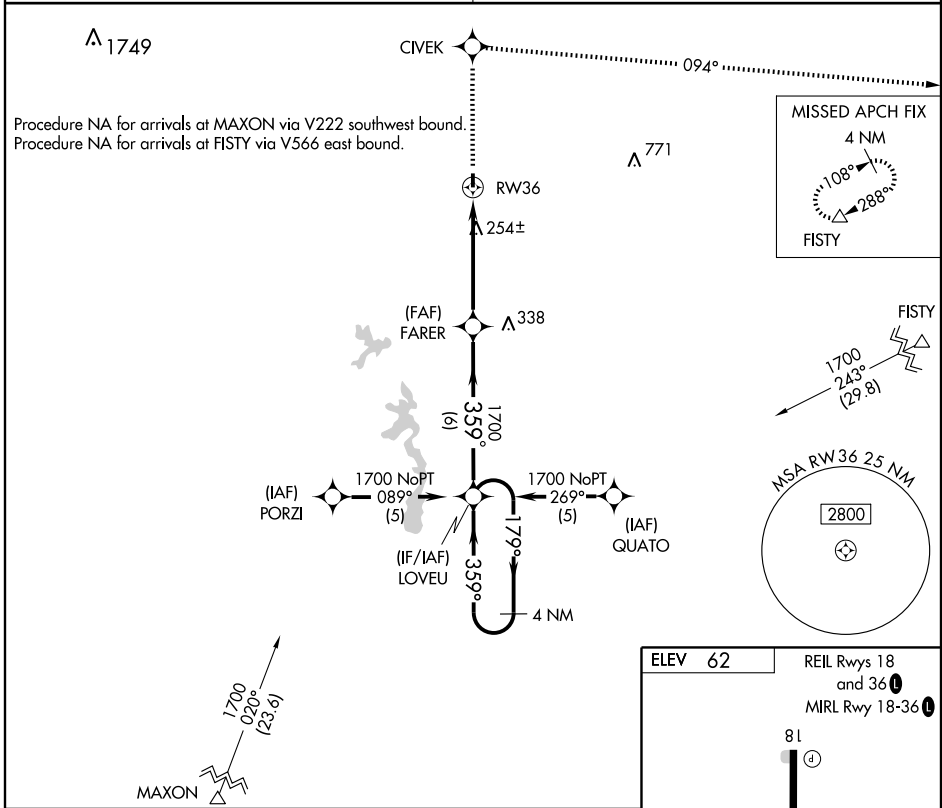 1749
CIVEK
094°
Procedure NA for arrivals at MAXON via V222 southwest bound.
Procedure NA for arrivals at FISTY via V566 east bound.
MISSED APCH FIX
4 NM
108°
288°
FISTY
771
RW36
254±
(FAF)
FARER
338
FISTY
1700
243°
(29.8)
1700
359°
(6)
MSA RW36 25 NM
2800
(IAF)
PORZI
1700 NoPT
089°
(5)
1700 NoPT
269°
(5)
(IAF)
QUATO
(IF/IAF)
LOVEU
359°
179°
4 NM
1700
020°
(23.6)
MAXON
ELEV 62
REIL Rwys 18
and 36 L
MIRL Rwy 18-36 L
18
P